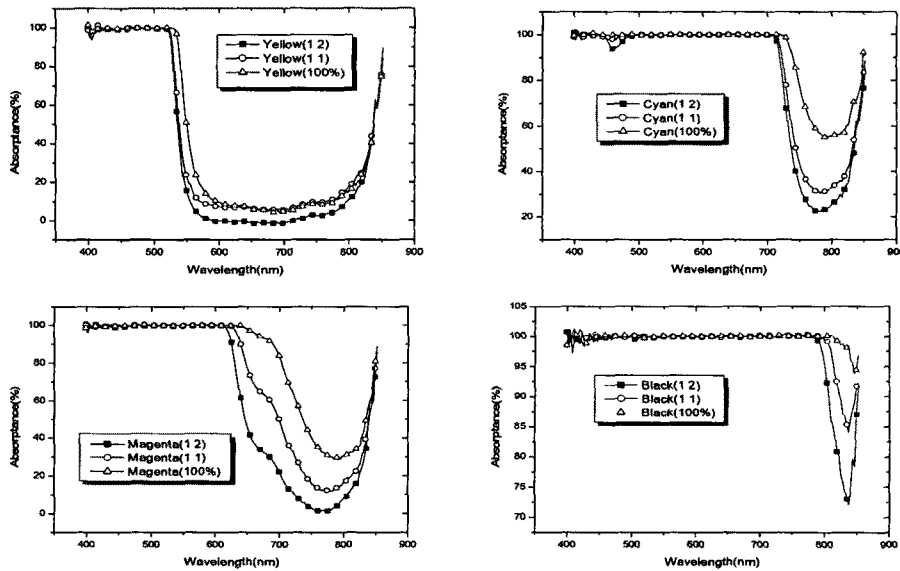 100
80
60
40
20
0
Absorptance(%)
Yellow(1 2)
Yellow(1 1)
Yellow(100%)
400 500 600 700 800 900
Wavelength(nm)
100
80
60
40
20
Absorptance(%)
Cyan(1 2)
Cyan(1 1)
Cyan(100%)
400 500 600 700 800 900
Wavelength(nm)
100
80
60
40
20
0
Absorptance(%)
Magenta(1 2)
Magenta(1 1)
Magenta(100%)
400 500 600 700 800 900
Wavelength(nm)
105
100
95
90
85
80
75
70
Absorptance(%)
Black(1 2)
Black(1 1)
Black(100%)
400 500 600 700 800 900
Wavelength(nm)